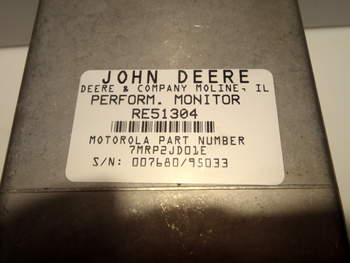 JOHN DEERE
DEERE & COMPANY MOLINE, IL
PERFORM. MONITOR
RE51304
MOTOROLA PART NUMBER
7MRP2JD01E
S/N: 007680/95033